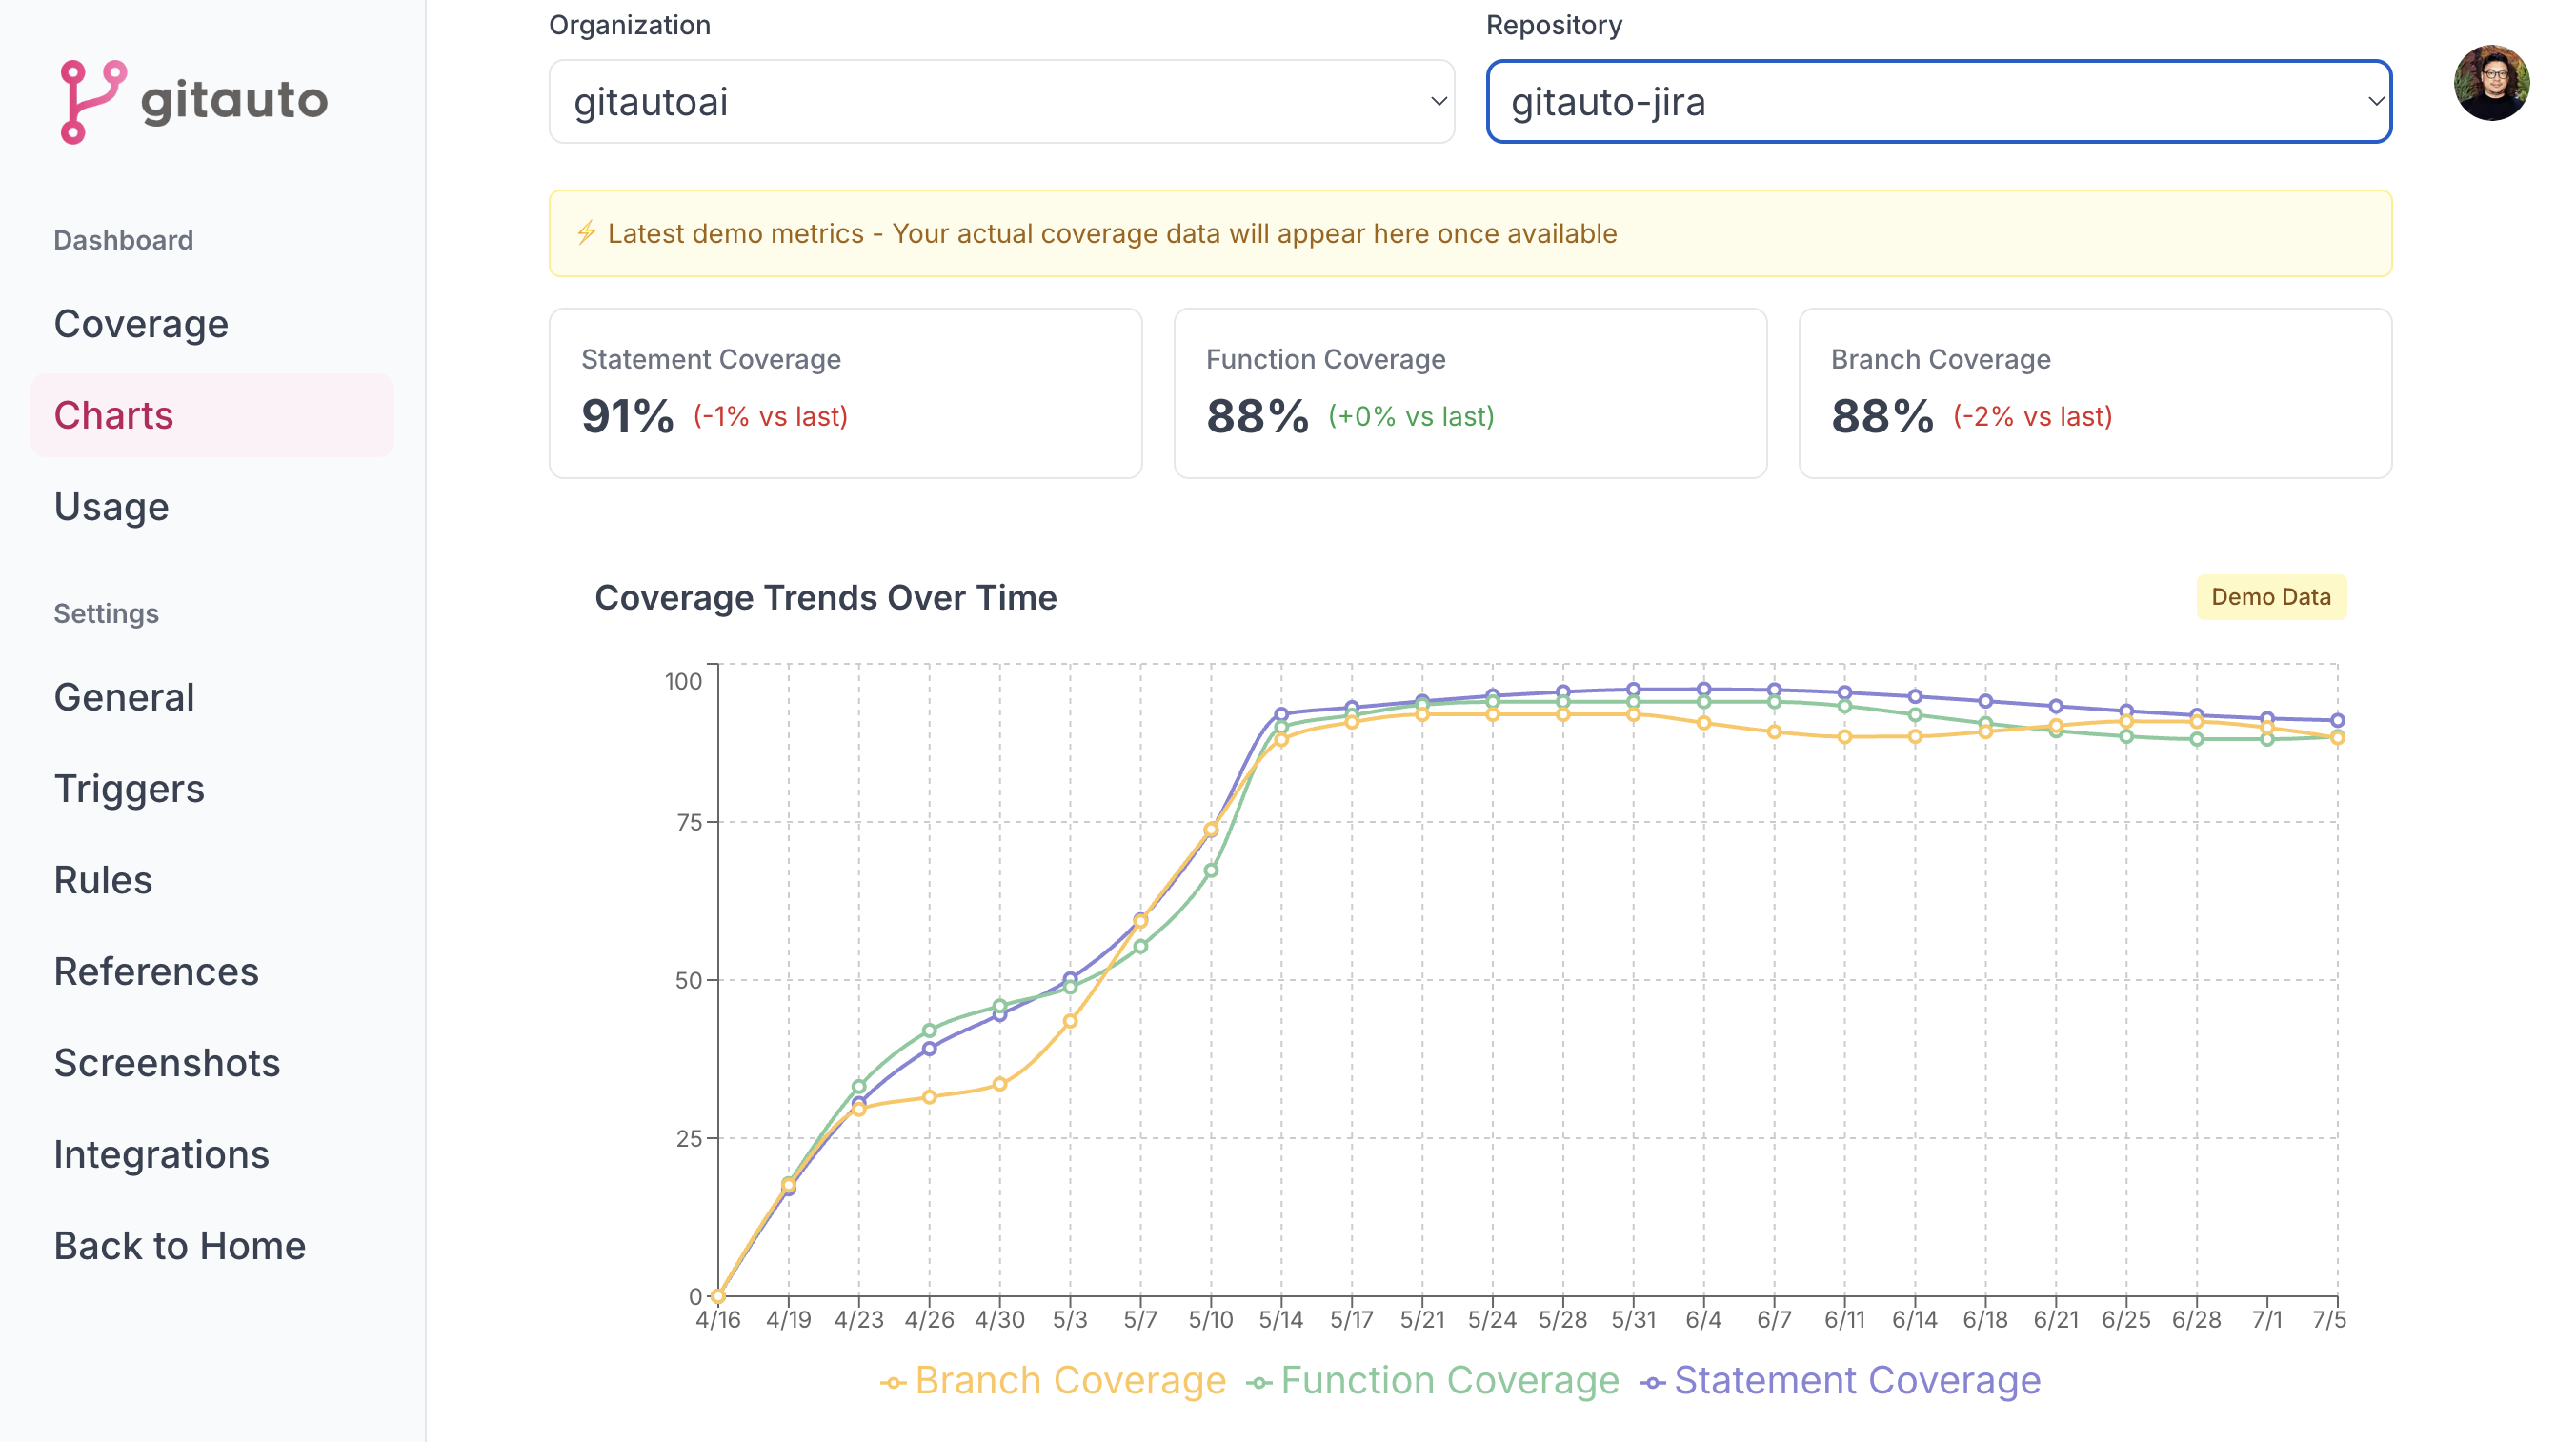 gitauto
Dashboard
Coverage
Charts
Usage
Settings
General
Triggers
Rules
References
Screenshots
Integrations
Back to Home
Organization
gitautoai
Repository
gitauto-jira
⚡ Latest demo metrics - Your actual coverage data will appear here once available
Statement Coverage
91% (-1% vs last)
Function Coverage
88% (+0% vs last)
Branch Coverage
88% (-2% vs last)
Coverage Trends Over Time
Demo Data
100
75
50
25
0
4/16 4/19 4/23 4/26 4/30 5/3 5/7 5/10 5/14 5/17 5/21 5/24 5/28 5/31 6/4 6/7 6/11 6/14 6/18 6/21 6/25 6/28 7/1 7/5
Branch Coverage Function Coverage Statement Coverage